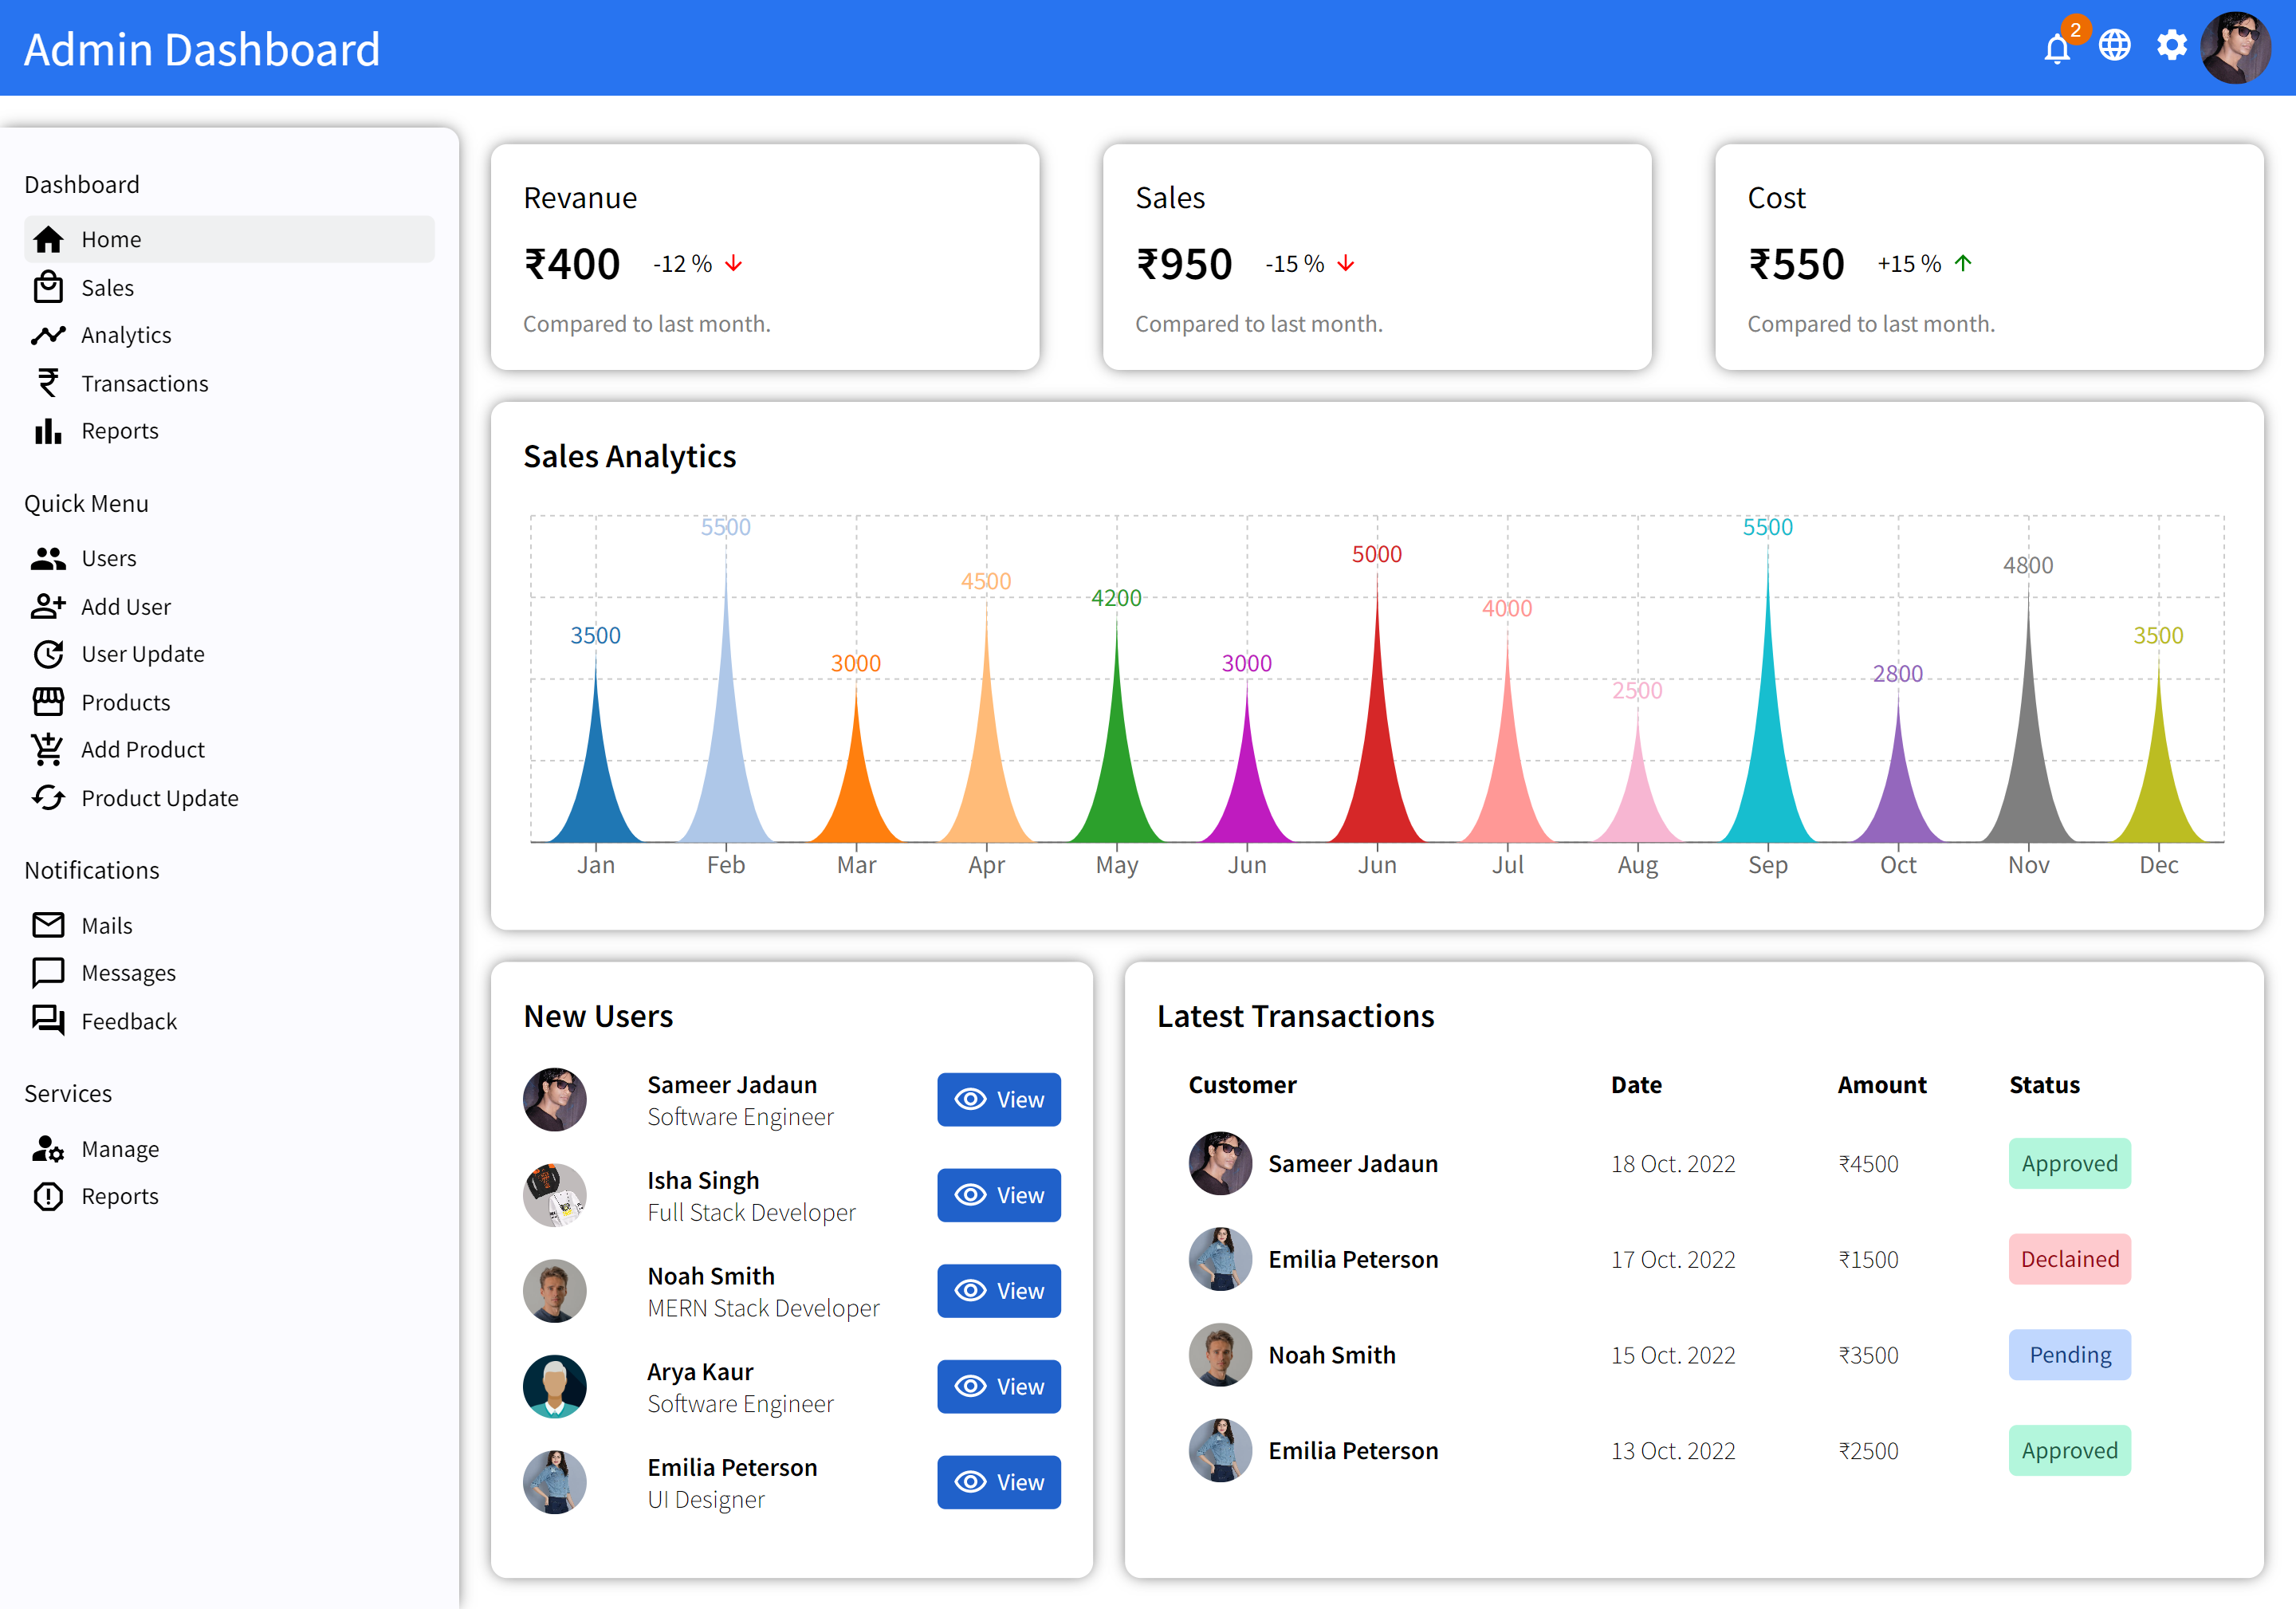 Admin Dashboard
2
Dashboard
Home
Sales
Analytics
Transactions
Reports
Quick Menu
Users
Add User
User Update
Products
Add Product
Product Update
Notifications
Mails
Messages
Feedback
Services
Manage
Reports
Revanue
₹400 -12 %
Compared to last month.
Sales
₹950 -15 %
Compared to last month.
Cost
₹550 +15 %
Compared to last month.
Sales Analytics
3500 5500 3000 4500 4200 3000 5000 4000 2500 5500 2800 4800 3500
Jan Feb Mar Apr May Jun Jun Jul Aug Sep Oct Nov Dec
New Users
Sameer Jadaun
Software Engineer
View
Isha Singh
Full Stack Developer
View
Noah Smith
MERN Stack Developer
View
Arya Kaur
Software Engineer
View
Emilia Peterson
UI Designer
View
Latest Transactions
Customer Date Amount Status
Sameer Jadaun 18 Oct. 2022 ₹4500 Approved
Emilia Peterson 17 Oct. 2022 ₹1500 Declained
Noah Smith 15 Oct. 2022 ₹3500 Pending
Emilia Peterson 13 Oct. 2022 ₹2500 Approved